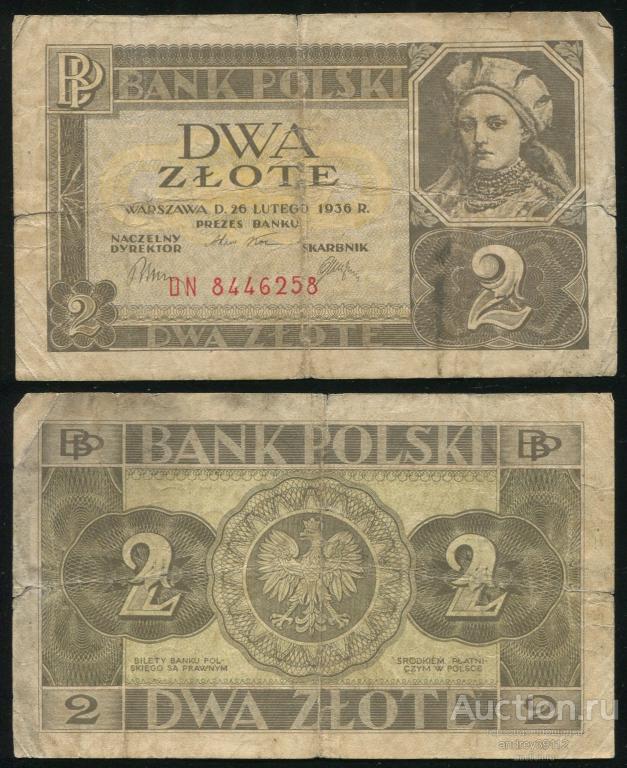 BP
BANK POLSKI
DWA
ZŁOTE
WARSZAWA D. 26 LUTEGO 1936 R.
PREZES BANKU
NACZELNY
DYREKTOR
SKARBNIK
DN 8446258
2
2
DWA ZŁOTE
BP
BANK POLSKI
BP
2
2
BILETY BANKU POL-
SKIEGO SĄ PRAWNYM
ŚRODKIEM PŁATNI-
CZYM W POLSCE
2
DWA ZŁOTE
2
Auction.ru
andreyo9112